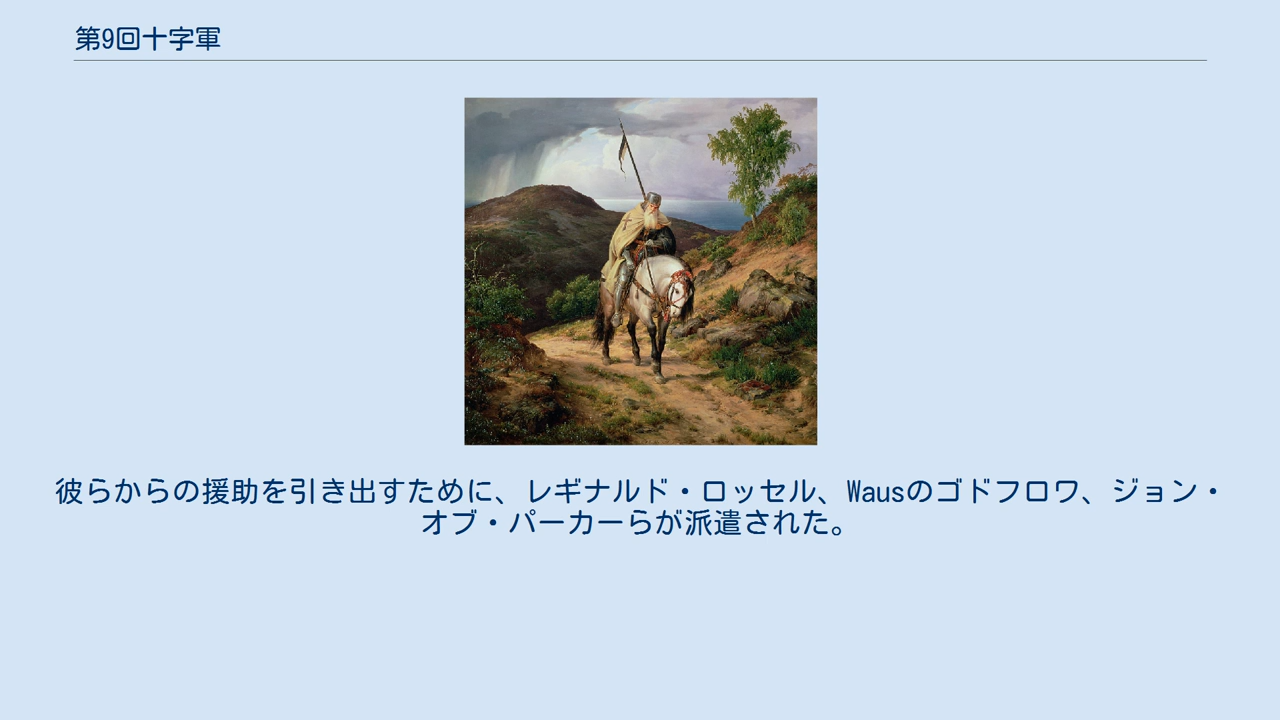 第9回十字軍
彼らからの援助を引き出すために、レギナルド・ロッセル、Wausのゴドフロワ、ジョン・
オブ・パーカーらが派遣された。